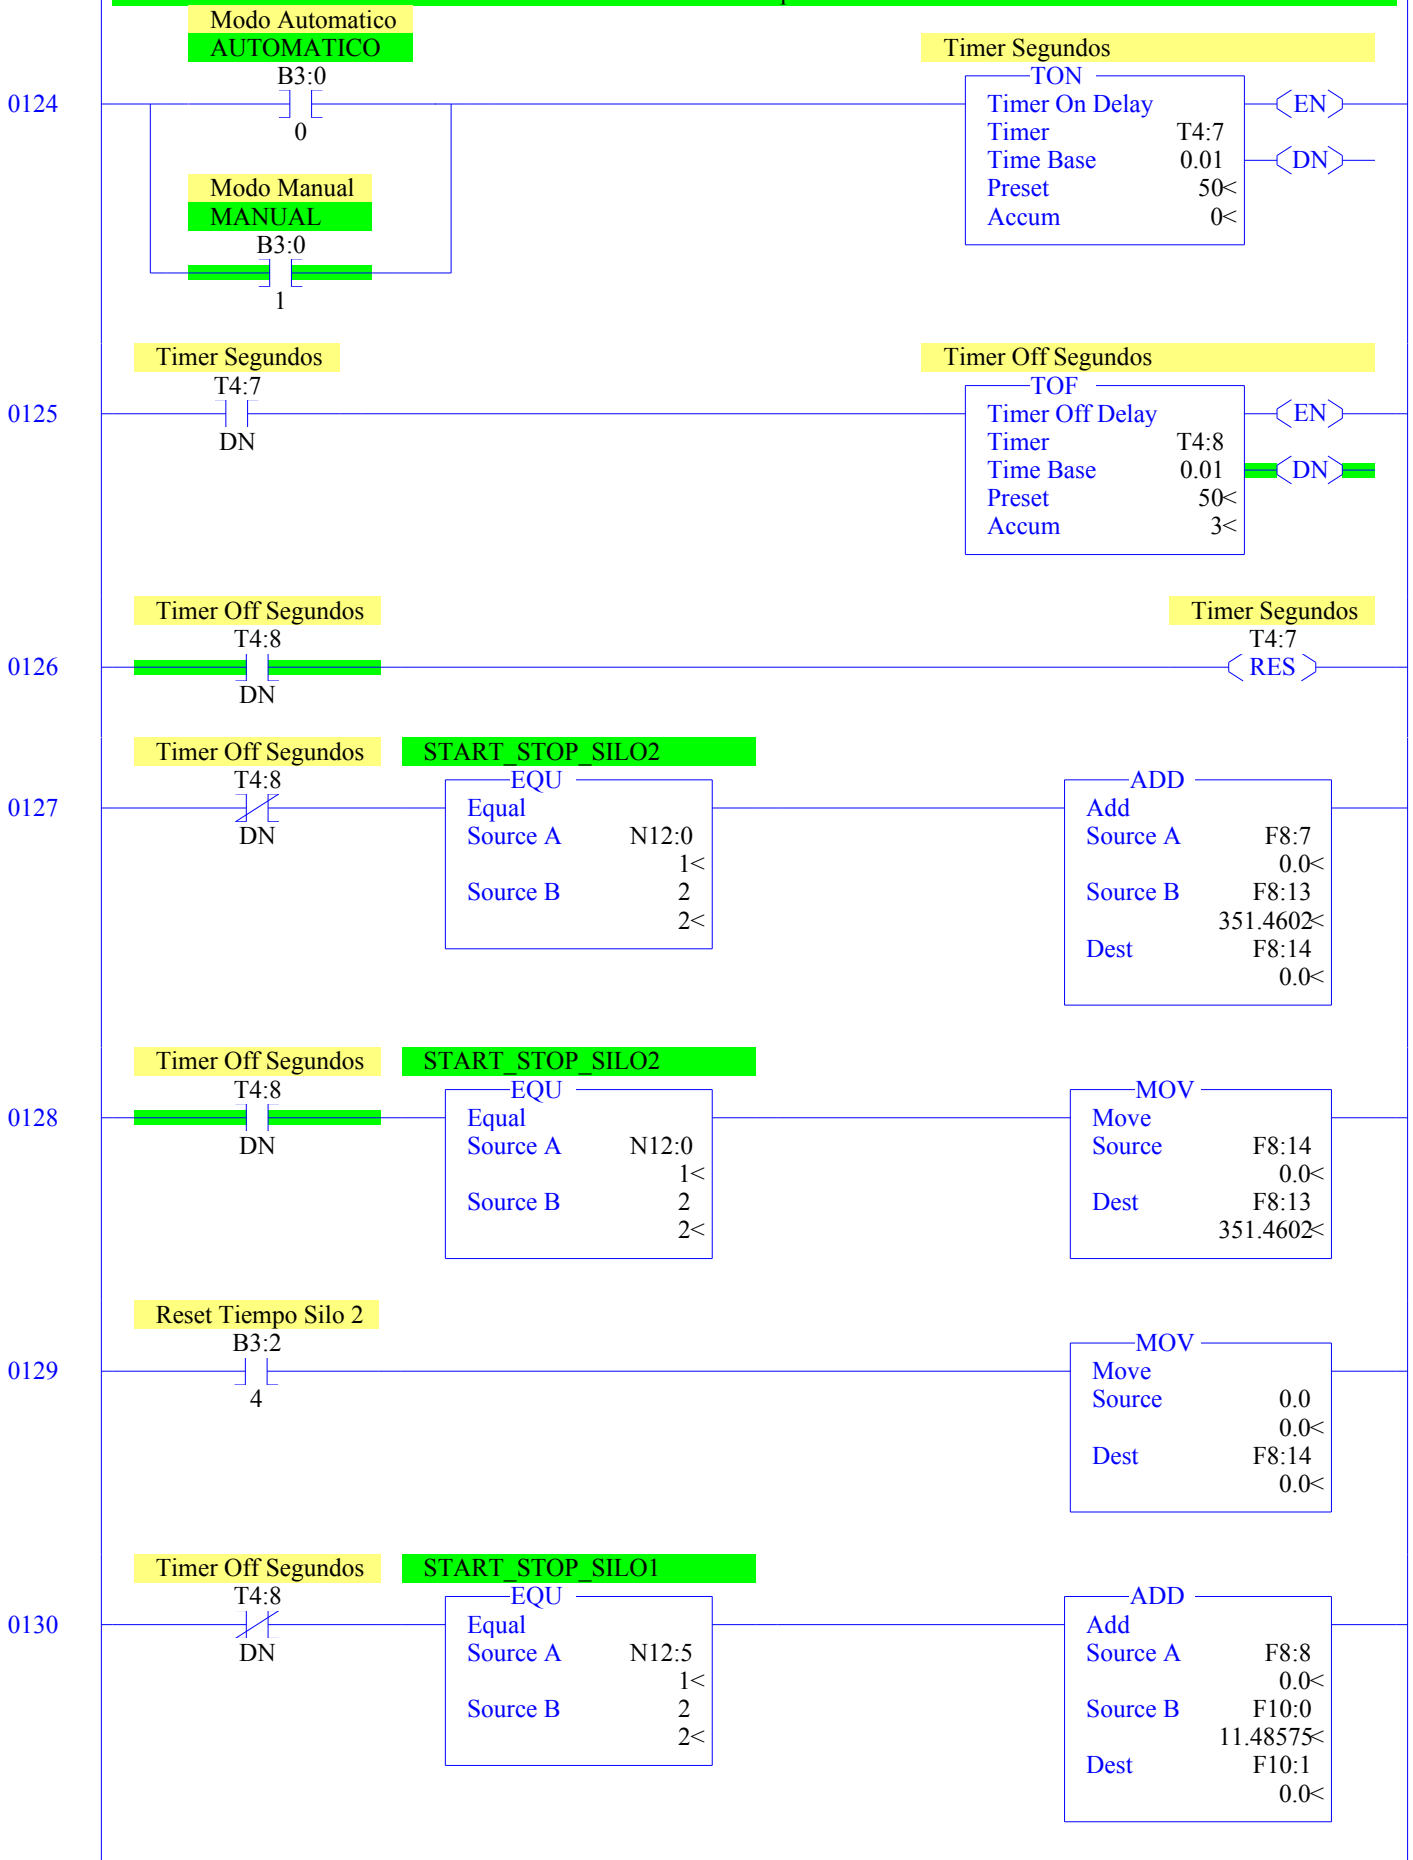 Modo Automatico
AUTOMATICO
B3:0
0
Modo Manual
MANUAL
B3:0
1
0124
Timer Segundos
TON
Timer On Delay
Timer T4:7
Time Base 0.01
Preset 50<
Accum 0<
EN
DN
0125
Timer Segundos
T4:7
DN
Timer Off Segundos
TOF
Timer Off Delay
Timer T4:8
Time Base 0.01
Preset 50<
Accum 3<
EN
DN
0126
Timer Off Segundos
T4:8
DN
Timer Segundos
T4:7
RES
0127
Timer Off Segundos
T4:8
DN
START_STOP_SILO2
EQU
Equal
Source A N12:0
1<
Source B 2
2<
ADD
Add
Source A F8:7
0.0<
Source B F8:13
351.4602<
Dest F8:14
0.0<
0128
Timer Off Segundos
T4:8
DN
START_STOP_SILO2
EQU
Equal
Source A N12:0
1<
Source B 2
2<
MOV
Move
Source F8:14
0.0<
Dest F8:13
351.4602<
0129
Reset Tiempo Silo 2
B3:2
4
MOV
Move
Source 0.0
0.0<
Dest F8:14
0.0<
0130
Timer Off Segundos
T4:8
DN
START_STOP_SILO1
EQU
Equal
Source A N12:5
1<
Source B 2
2<
ADD
Add
Source A F8:8
0.0<
Source B F10:0
11.48575<
Dest F10:1
0.0<